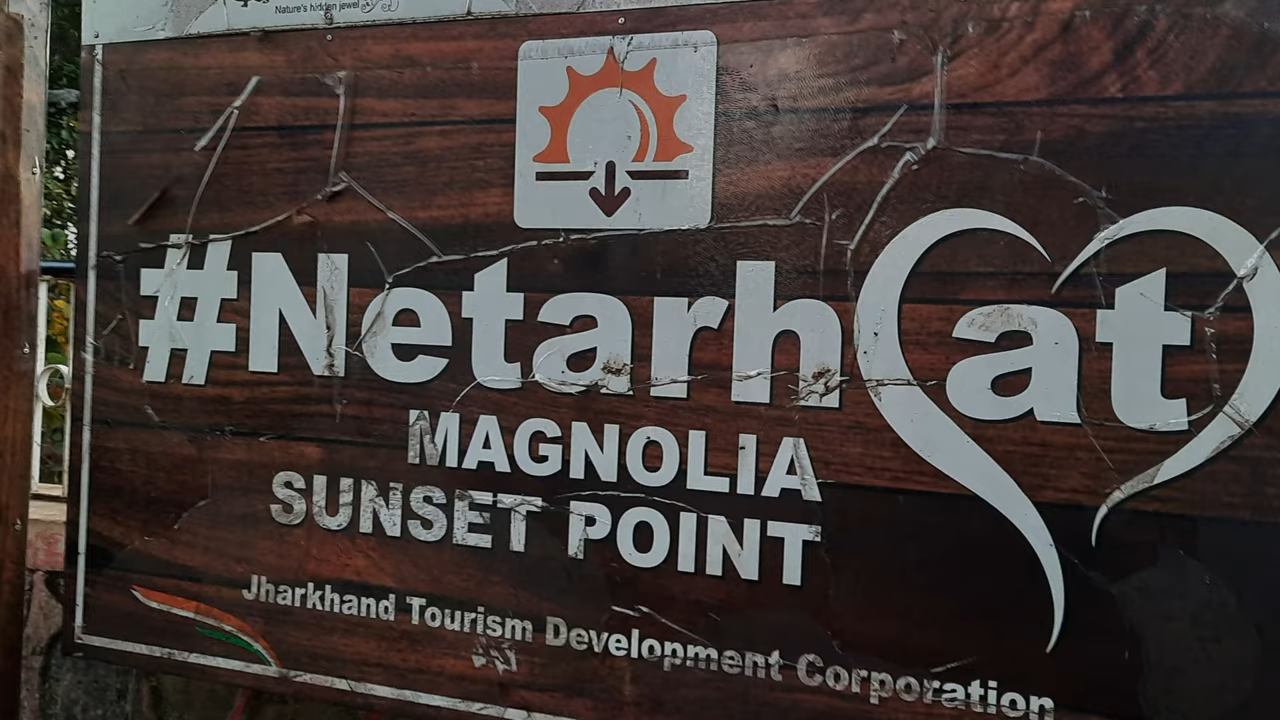 Nature's hidden jewel
#Netarhat
MAGNOLIA
SUNSET POINT
Jharkhand Tourism Development Corporation